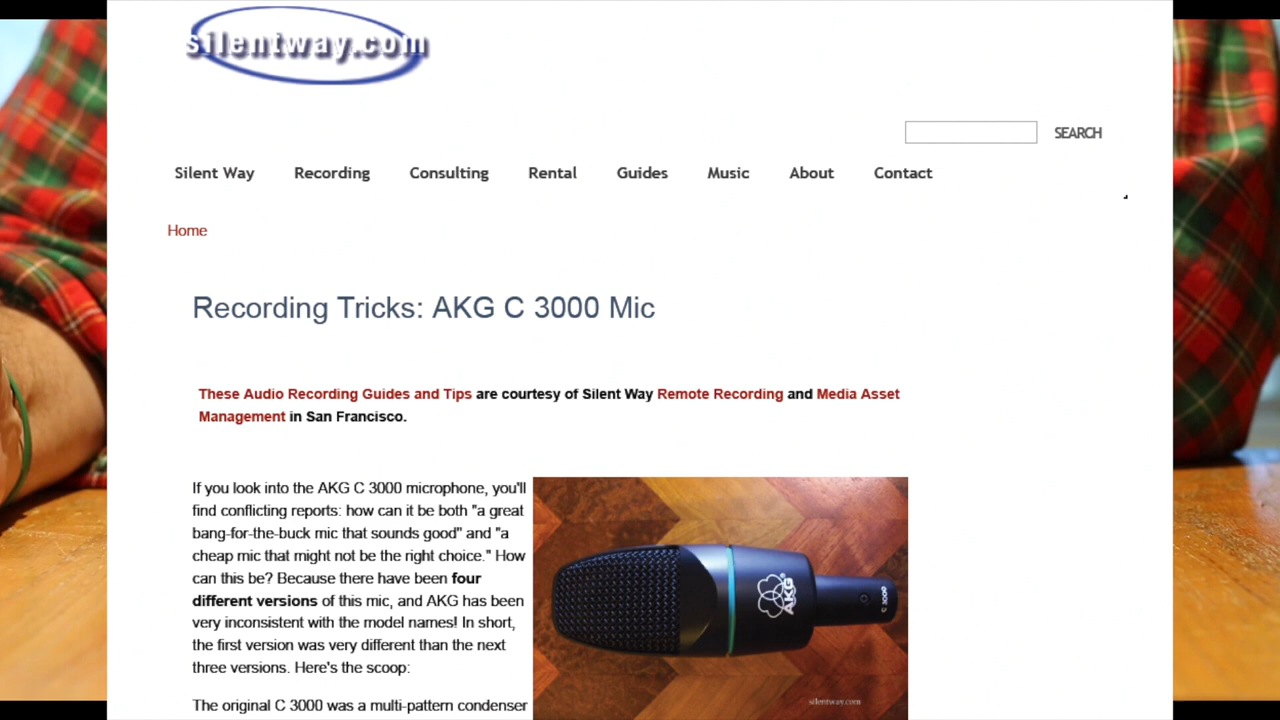 silentway.com
SEARCH
Silent Way Recording Consulting Rental Guides Music About Contact
Home
Recording Tricks: AKG C 3000 Mic
These Audio Recording Guides and Tips are courtesy of Silent Way Remote Recording and Media Asset
Management in San Francisco.
If you look into the AKG C 3000 microphone, you'll
find conflicting reports: how can it be both "a great
bang-for-the-buck mic that sounds good" and "a
cheap mic that might not be the right choice." How
can this be? Because there have been four
different versions of this mic, and AKG has been
very inconsistent with the model names! In short,
the first version was very different than the next
three versions. Here's the scoop:
The original C 3000 was a multi-pattern condenser
AKG
C 3000
silentway.com